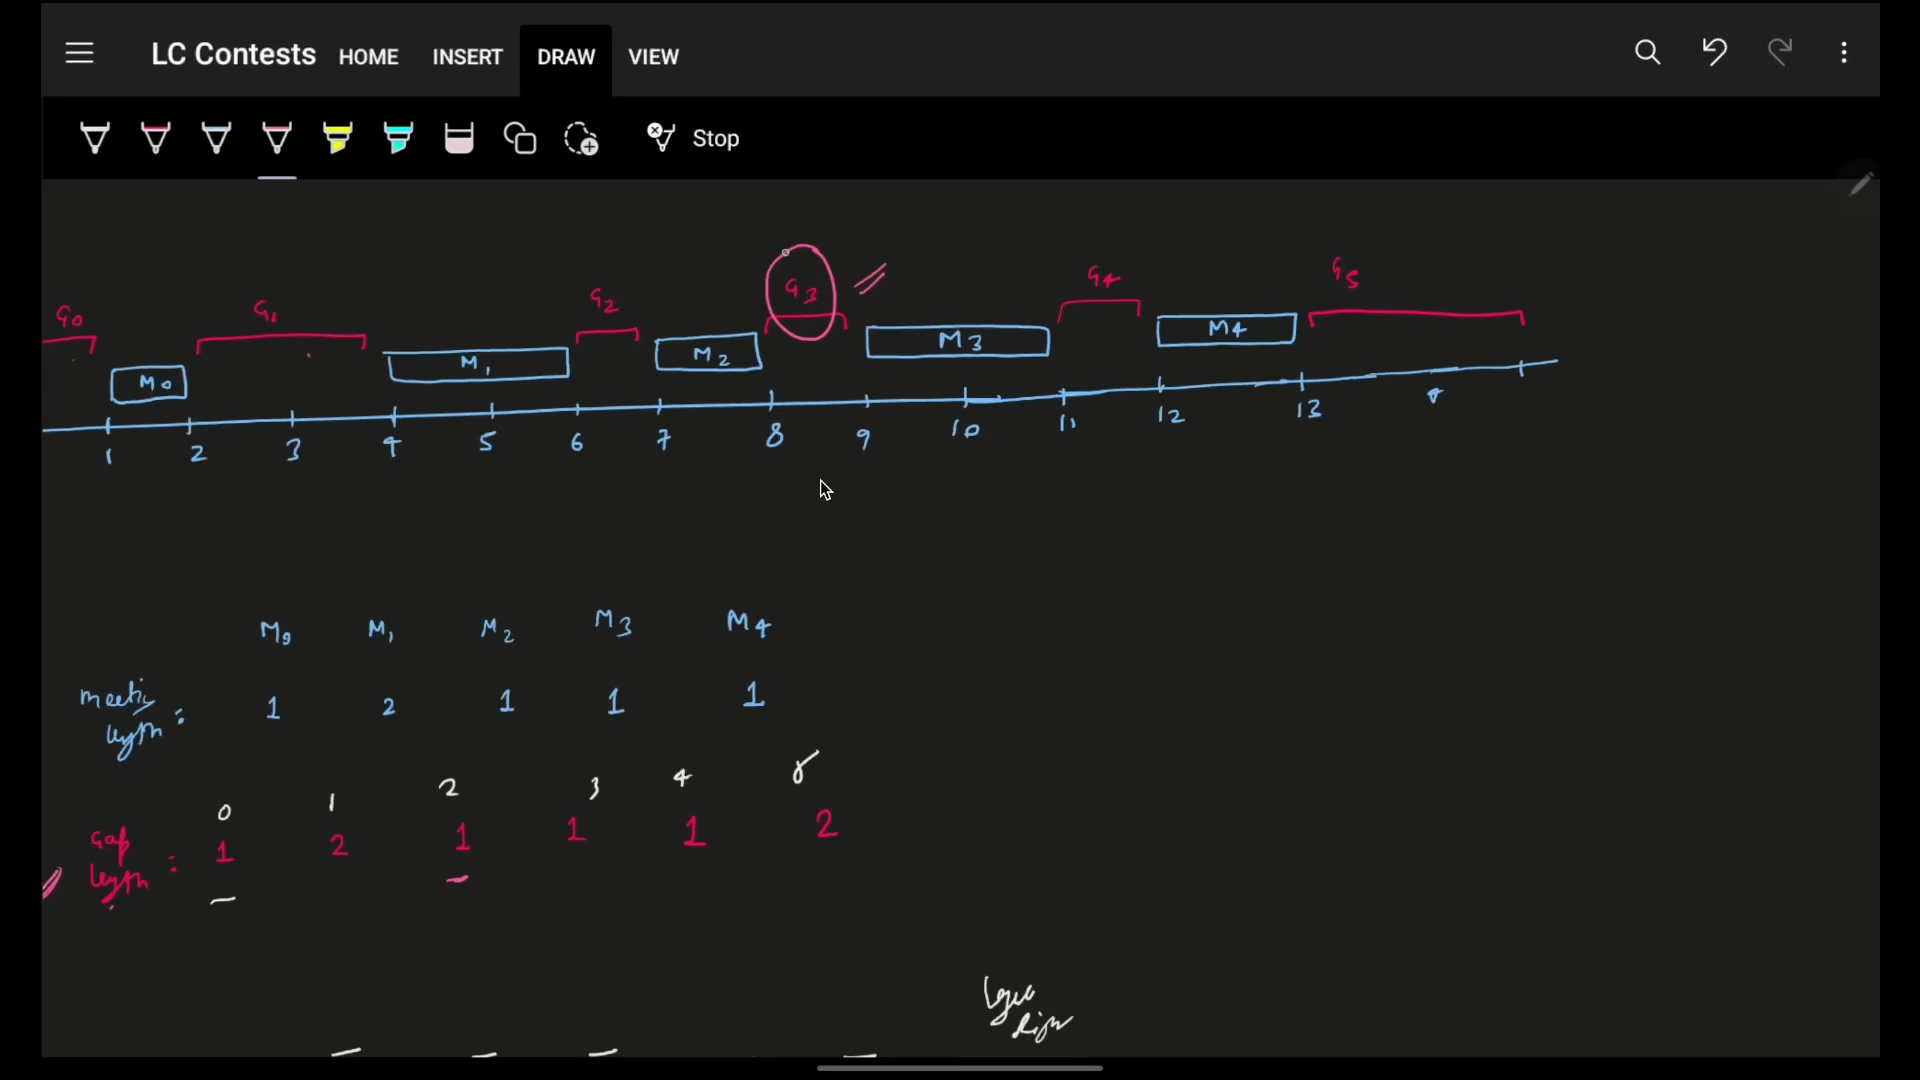 LC Contests HOME INSERT DRAW VIEW
Stop
G0 G1 G2 G3 G4 G5
M0 M1 M2 M3 M4
1 2 3 4 5 6 7 8 9 10 11 12 13
M0 M1 M2 M3 M4
length : 1 2 1 1 1
0 1 2 3 4
Gap 1 2 1 1 1 2
length :